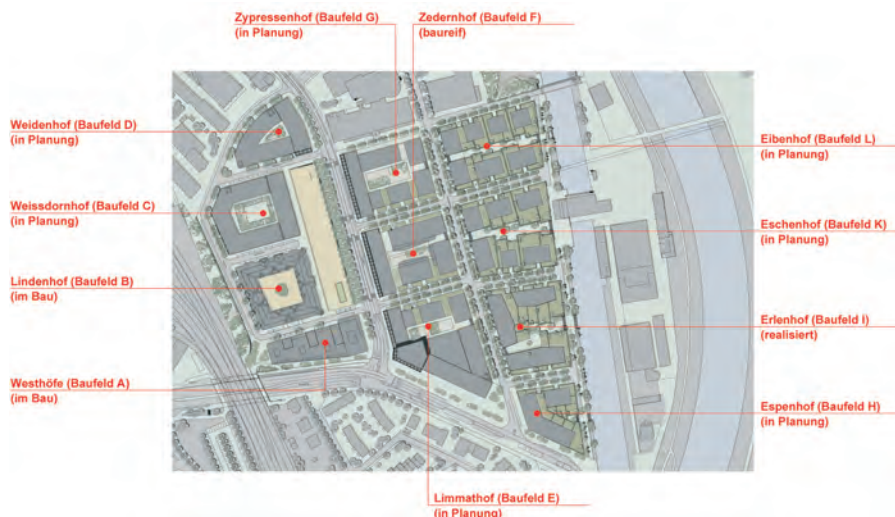 Zypressenhof (Baufeld G)
(in Planung)
Zedernhof (Baufeld F)
(baureif)
Weidenhof (Baufeld D)
(in Planung)
Weissdornhof (Baufeld C)
(in Planung)
Lindenhof (Baufeld B)
(im Bau)
Westhöfe (Baufeld A)
(im Bau)
Eibenhof (Baufeld L)
(in Planung)
Eschenhof (Baufeld K)
(in Planung)
Erlenhof (Baufeld I)
(realisiert)
Espenhof (Baufeld H)
(in Planung)
Limmathof (Baufeld E)
(in Planung)